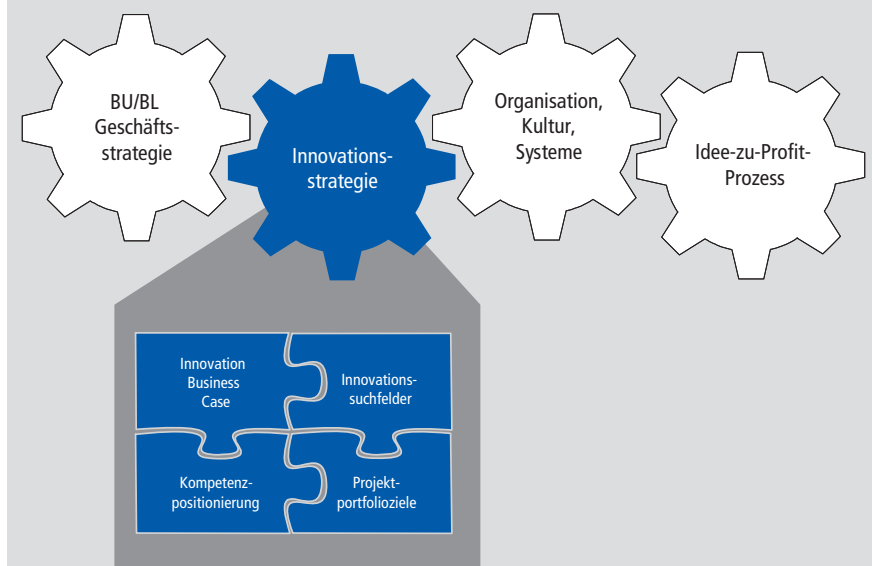 BU/BL
Geschäfts-
strategie
Innovations-
strategie
Organisation,
Kultur,
Systeme
Idee-zu-Profit-
Prozess
Innovation
Business
Case
Innovations-
suchfelder
Kompetenz-
positionierung
Projekt-
portfolioziele